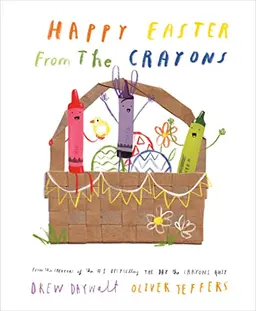 HAPPY EASTER
from THE CRAYONS
from the creators of the #1 bestselling THE DAY the CRAYONS QUIT
DREW DAYWALT OLIVER JEFFERS